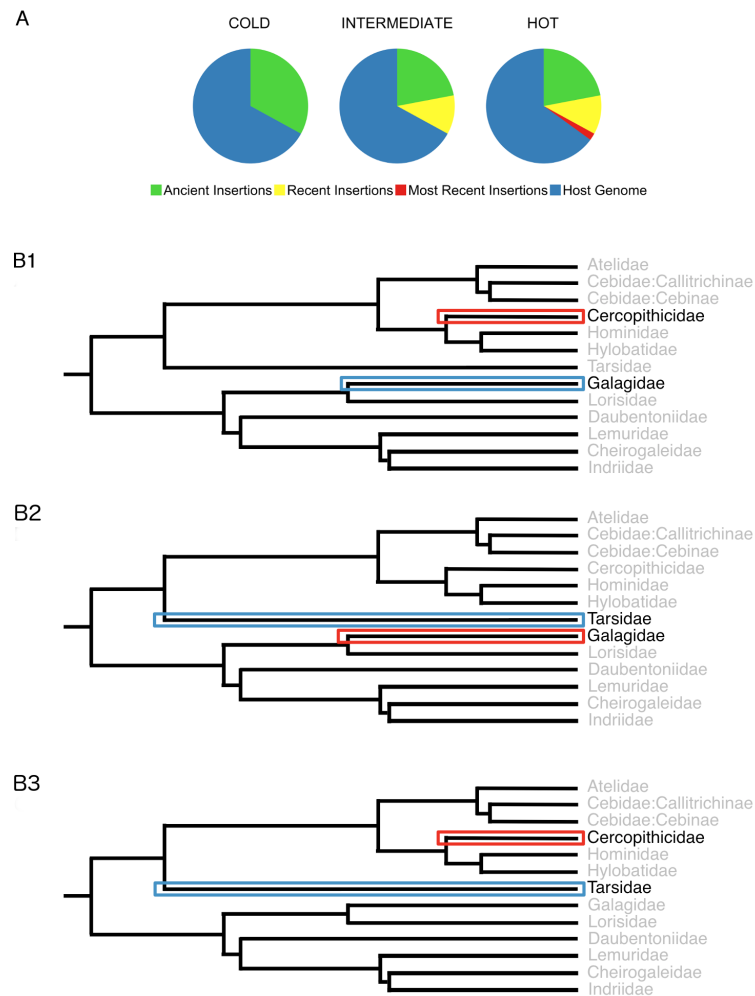 A
COLD INTERMEDIATE HOT
Ancient Insertions Recent Insertions Most Recent Insertions Host Genome
B1
Atelidae
Cebidae:Callitrichinae
Cebidae:Cebinae
Cercopithicidae
Hominidae
Hylobatidae
Tarsidae
Galagidae
Lorisidae
Daubentoniidae
Lemuridae
Cheirogaleidae
Indriidae
B2
Atelidae
Cebidae:Callitrichinae
Cebidae:Cebinae
Cercopithicidae
Hominidae
Hylobatidae
Tarsidae
Galagidae
Lorisidae
Daubentoniidae
Lemuridae
Cheirogaleidae
Indriidae
B3
Atelidae
Cebidae:Callitrichinae
Cebidae:Cebinae
Cercopithicidae
Hominidae
Hylobatidae
Tarsidae
Galagidae
Lorisidae
Daubentoniidae
Lemuridae
Cheirogaleidae
Indriidae